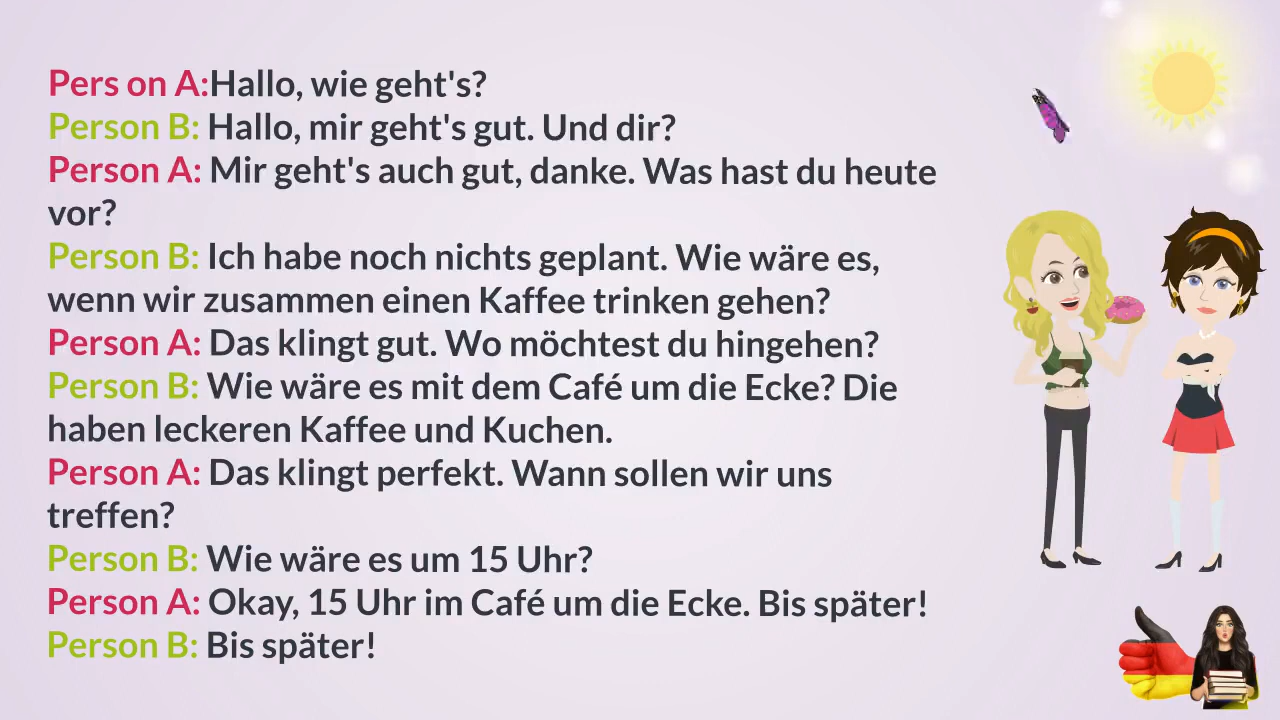 Pers on A:Hallo, wie geht's?
Person B: Hallo, mir geht's gut. Und dir?
Person A: Mir geht's auch gut, danke. Was hast du heute
vor?
Person B: Ich habe noch nichts geplant. Wie wäre es,
wenn wir zusammen einen Kaffee trinken gehen?
Person A: Das klingt gut. Wo möchtest du hingehen?
Person B: Wie wäre es mit dem Café um die Ecke? Die
haben leckeren Kaffee und Kuchen.
Person A: Das klingt perfekt. Wann sollen wir uns
treffen?
Person B: Wie wäre es um 15 Uhr?
Person A: Okay, 15 Uhr im Café um die Ecke. Bis später!
Person B: Bis später!